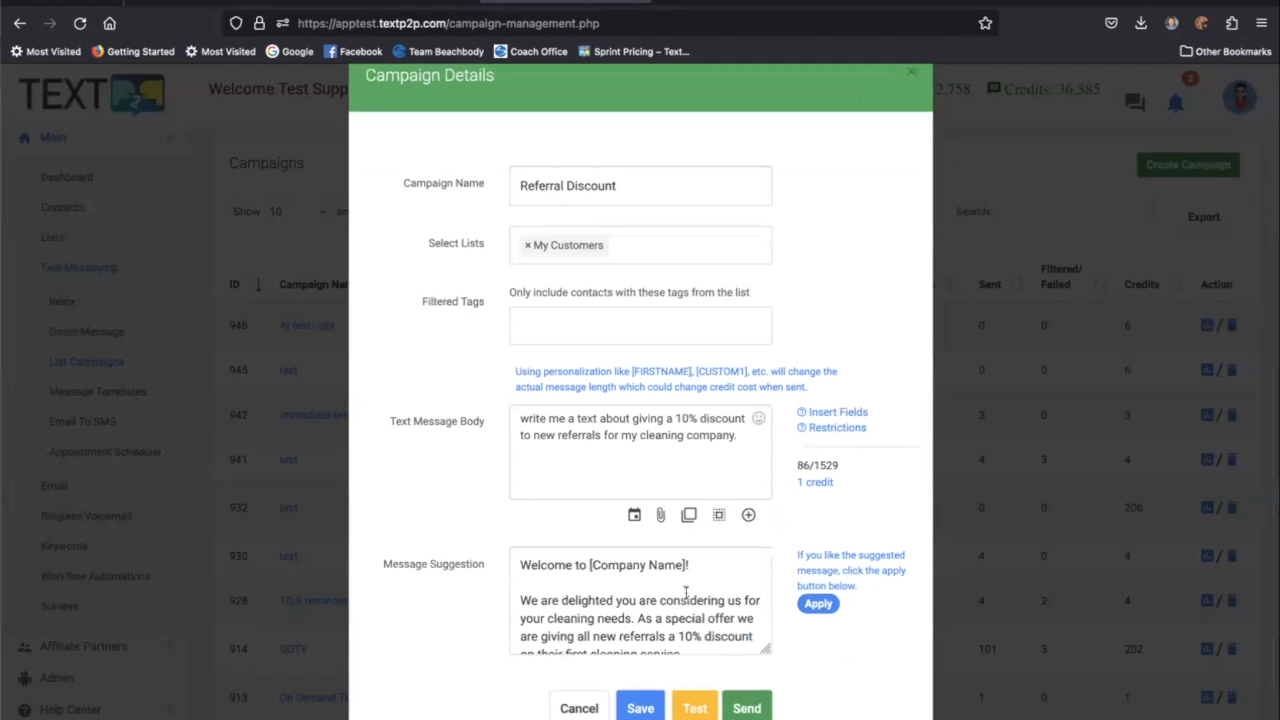 https://apptest.textp2p.com/campaign-management.php
Most Visited
Getting Started
Most Visited
Google
Facebook
Team Beachbody
Coach Office
Sprint Pricing – Text...
Other Bookmarks
TEXT P2P
Welcome Test Supp
2,758
Credits: 36,385
2
Main
Dashboard
Contacts
Lists
Text Messaging
Inbox
Direct Message
List Campaigns
Message Templates
Email To SMS
Appointment Scheduler
Email
Ringless Voicemail
Keywords
Workflow Automations
Surveys
Affiliate Partners
Admin
Help Center
Campaigns
Create Campaign
Show 10 en
Search:
Export
ID Campaign Nar Sent Filtered/ Failed Credits Action
946 AI test - jobi 0 0 6 /
945 test 0 0 6 /
942 immediate tes 3 0 3 /
941 test 4 3 4 /
932 test 0 0 206 /
930 test 4 0 4 /
928 10/8 reminder 4 2 4 /
914 SOTV 101 3 202 /
913 On Demand Te 1 0 1 /
Campaign Details
×
Campaign Name
Referral Discount
Select Lists
× My Customers
Filtered Tags
Only include contacts with these tags from the list
Using personalization like [FIRSTNAME], [CUSTOM1], etc. will change the
actual message length which could change credit cost when sent.
Text Message Body
write me a text about giving a 10% discount
to new referrals for my cleaning company.
Insert Fields
Restrictions
86/1529
1 credit
Message Suggestion
Welcome to [Company Name]!
We are delighted you are considering us for
your cleaning needs. As a special offer we
are giving all new referrals a 10% discount
on their first cleaning service.
If you like the suggested
message, click the apply
button below.
Apply
Cancel
Save
Test
Send